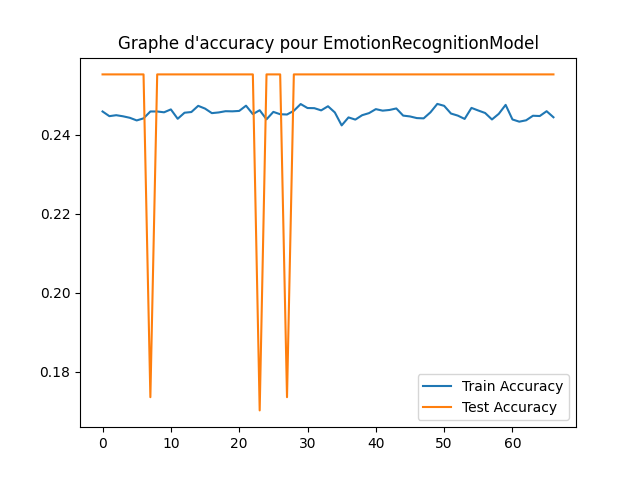 Graphe d'accuracy pour EmotionRecognitionModel
0.24
0.22
0.20
0.18
0 10 20 30 40 50 60
Train Accuracy
Test Accuracy